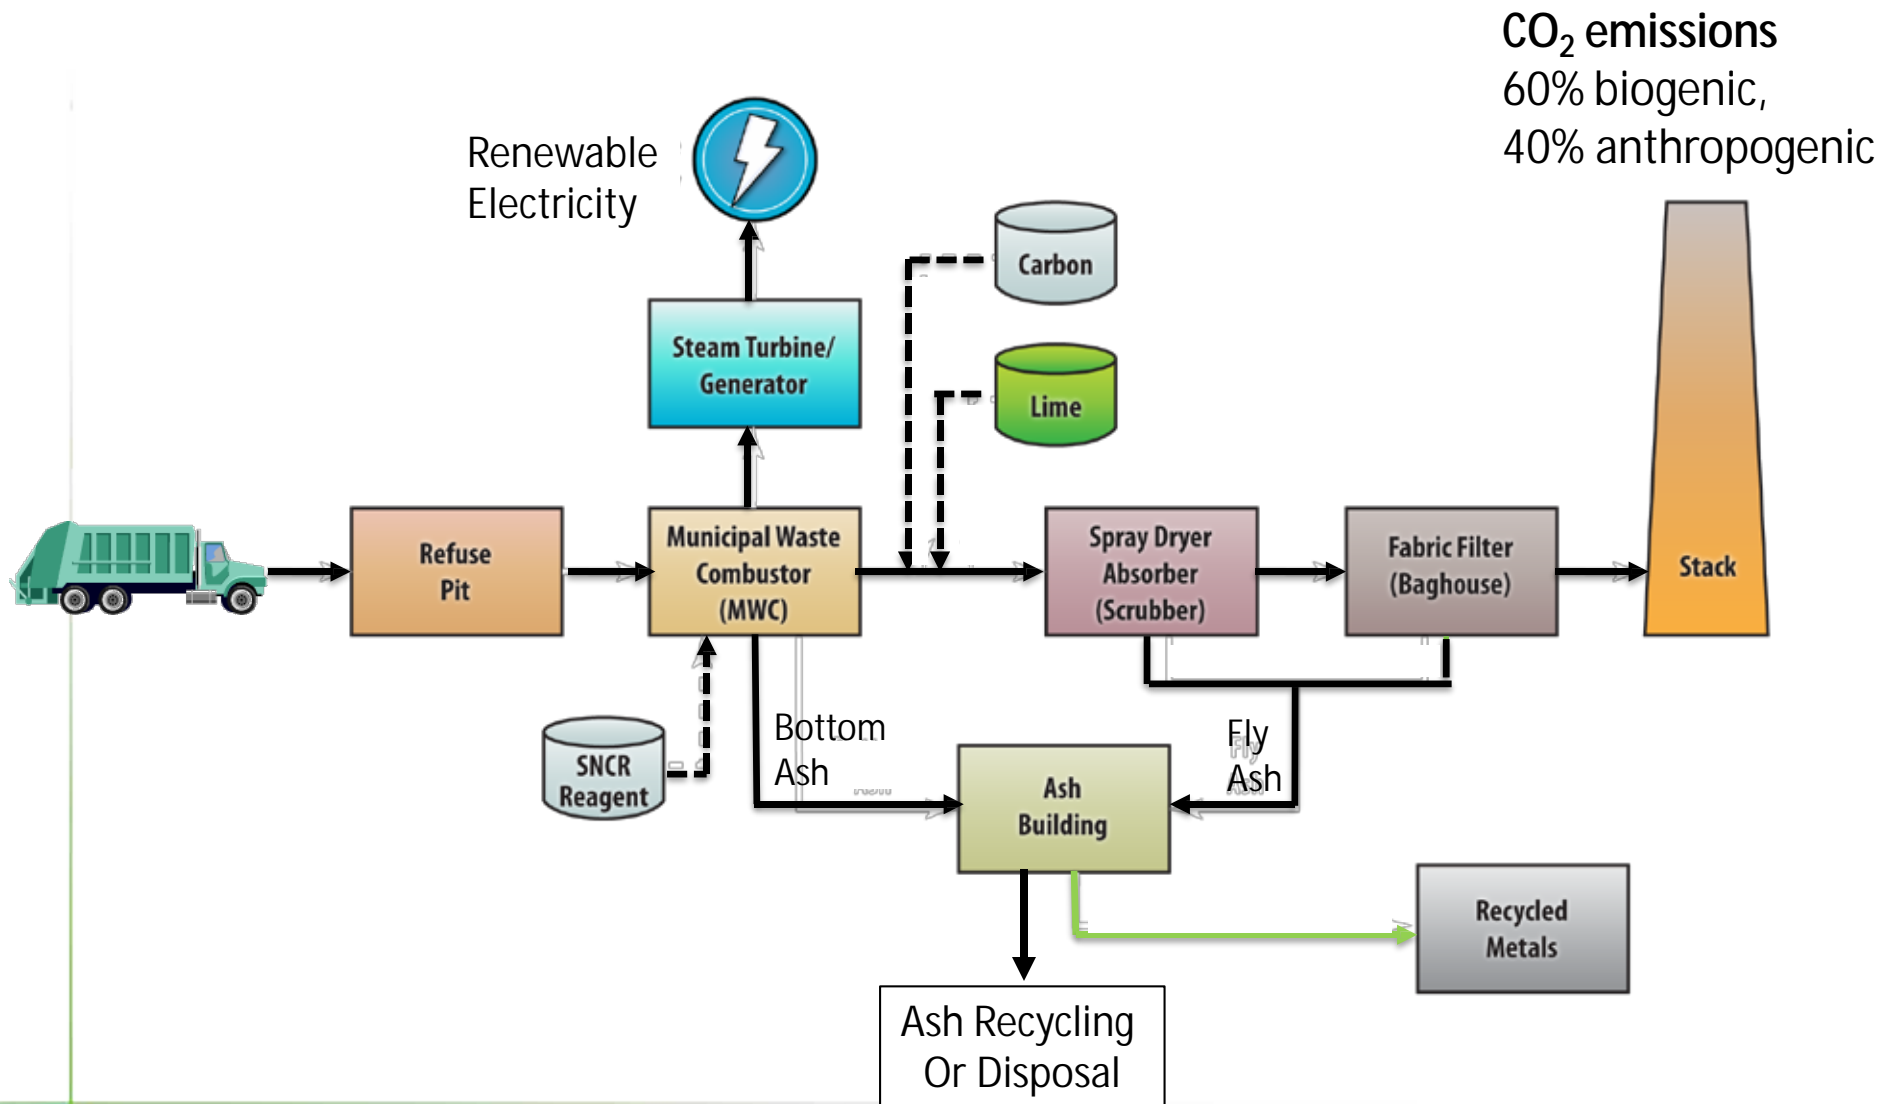 CO₂ emissions
60% biogenic,
40% anthropogenic
Renewable
Electricity
Carbon
Steam Turbine/
Generator
Lime
Refuse
Pit
Municipal Waste
Combustor
(MWC)
Spray Dryer
Absorber
(Scrubber)
Fabric Filter
(Baghouse)
Stack
SNCR
Reagent
Bottom
Ash
Fly
Ash
Ash
Building
Recycled
Metals
Ash Recycling
Or Disposal